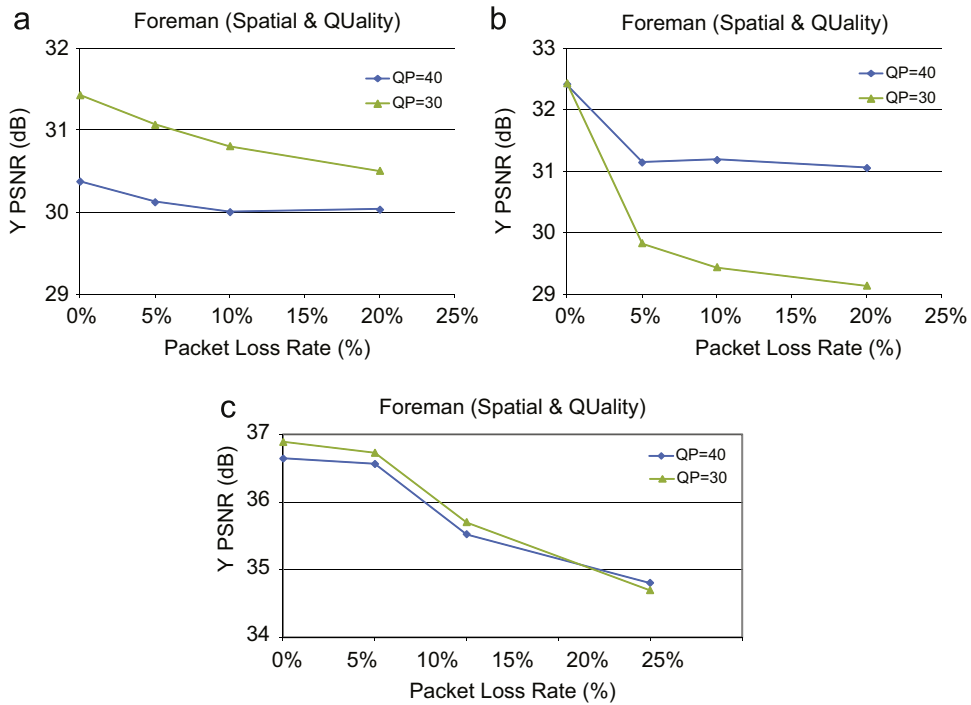 a
Foreman (Spatial & QUality)
32
31
30
29
Y PSNR (dB)
QP=40
QP=30
0% 5% 10% 15% 20% 25%
Packet Loss Rate (%)
b
Foreman (Spatial & QUality)
33
32
31
30
29
Y PSNR (dB)
QP=40
QP=30
0% 5% 10% 15% 20% 25%
Packet Loss Rate (%)
c
Foreman (Spatial & QUality)
37
36
35
34
Y PSNR (dB)
QP=40
QP=30
0% 5% 10% 15% 20% 25%
Packet Loss Rate (%)